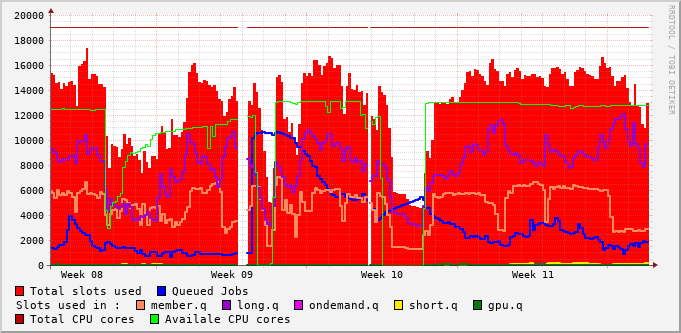 20000
18000
16000
14000
12000
10000
8000
6000
4000
2000
0
Week 08 Week 09 Week 10 Week 11
RRDTOOL / TOBI OETIKER
Total slots used Queued Jobs
Slots used in : member.q long.q ondemand.q short.q gpu.q
Total CPU cores Availale CPU cores